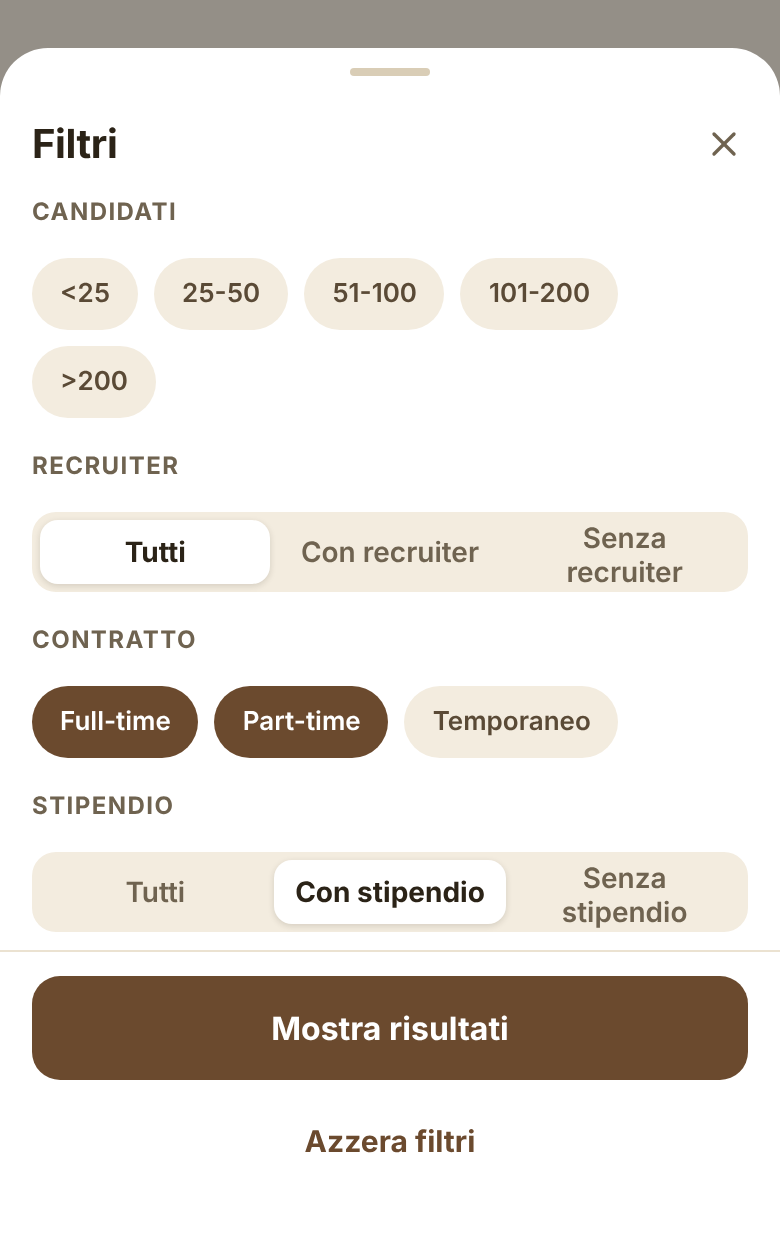 Filtri
CANDIDATI
<25 25-50 51-100 101-200
>200
RECRUITER
Tutti Con recruiter Senza recruiter
CONTRATTO
Full-time Part-time Temporaneo
STIPENDIO
Tutti Con stipendio Senza stipendio
Mostra risultati
Azzera filtri